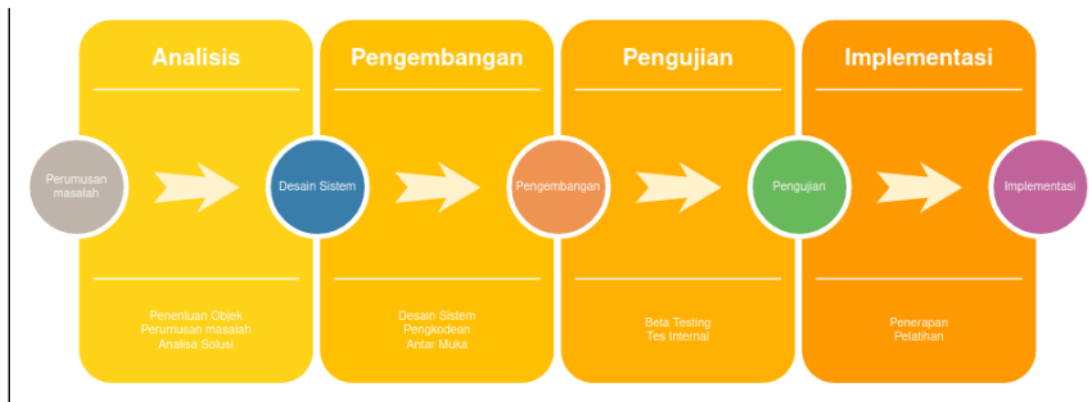 Analisis
Pengembangan
Pengujian
Implementasi
Perumusan
masalah
Desain Sistem
Pengembangan
Pengujian
Implementasi
Penentuan Objek
Perumusan masalah
Analisa Solusi
Desain Sistem
Pengkodean
Antar Muka
Beta Testing
Tes Internal
Penerapan
Pelatihan